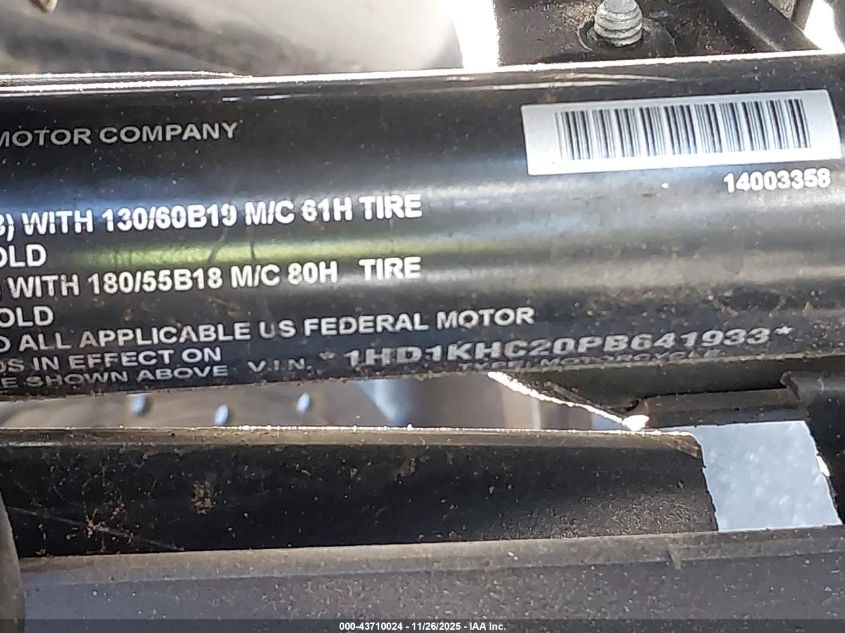 MOTOR COMPANY
14003358
) WITH 130/60B19 M/C 61H TIRE
OLD
) WITH 180/55B18 M/C 80H TIRE
OLD
ALL APPLICABLE US FEDERAL MOTOR
US IN EFFECT ON
E SHOWN ABOVE V.I.N. *1HD1KHC20PB641933*
000-43710024 - 11/26/2025 - IAA Inc.